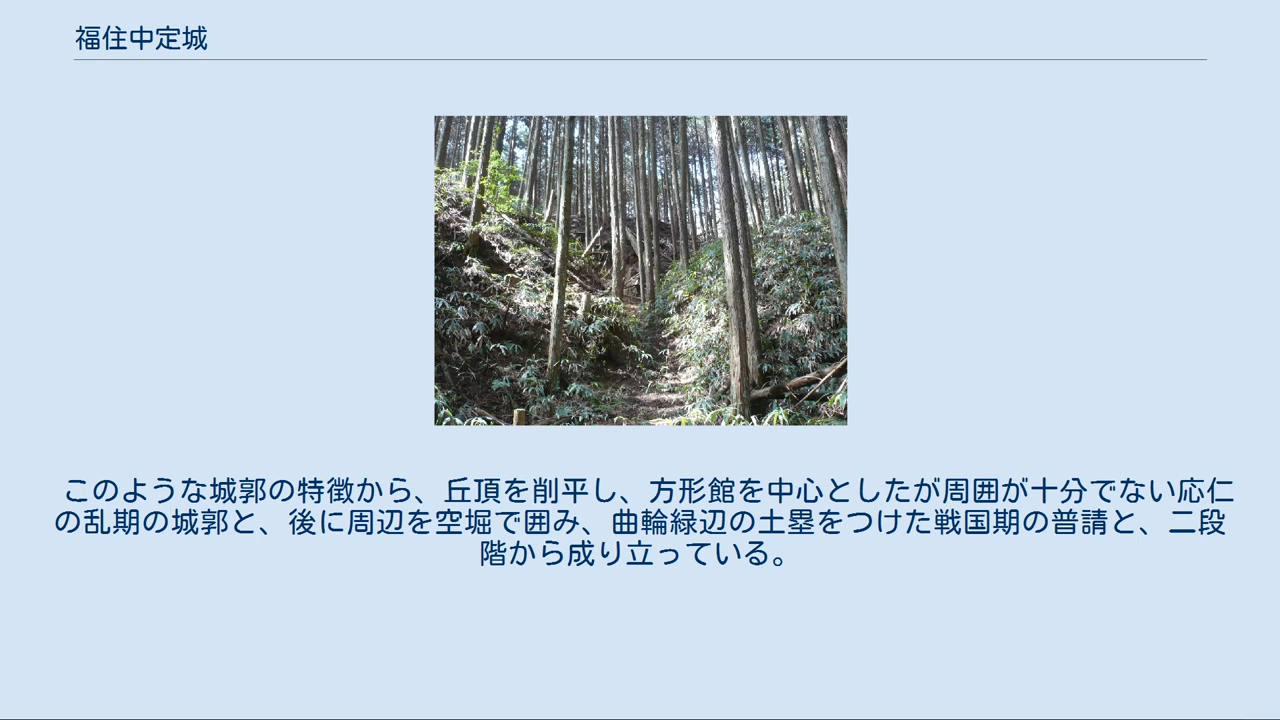 福住中定城
このような城郭の特徴から、丘頂を削平し、方形館を中心としたが周囲が十分でない応仁
の乱期の城郭と、後に周辺を空堀で囲み、曲輪緑辺の土塁をつけた戦国期の普請と、二段
階から成り立っている。